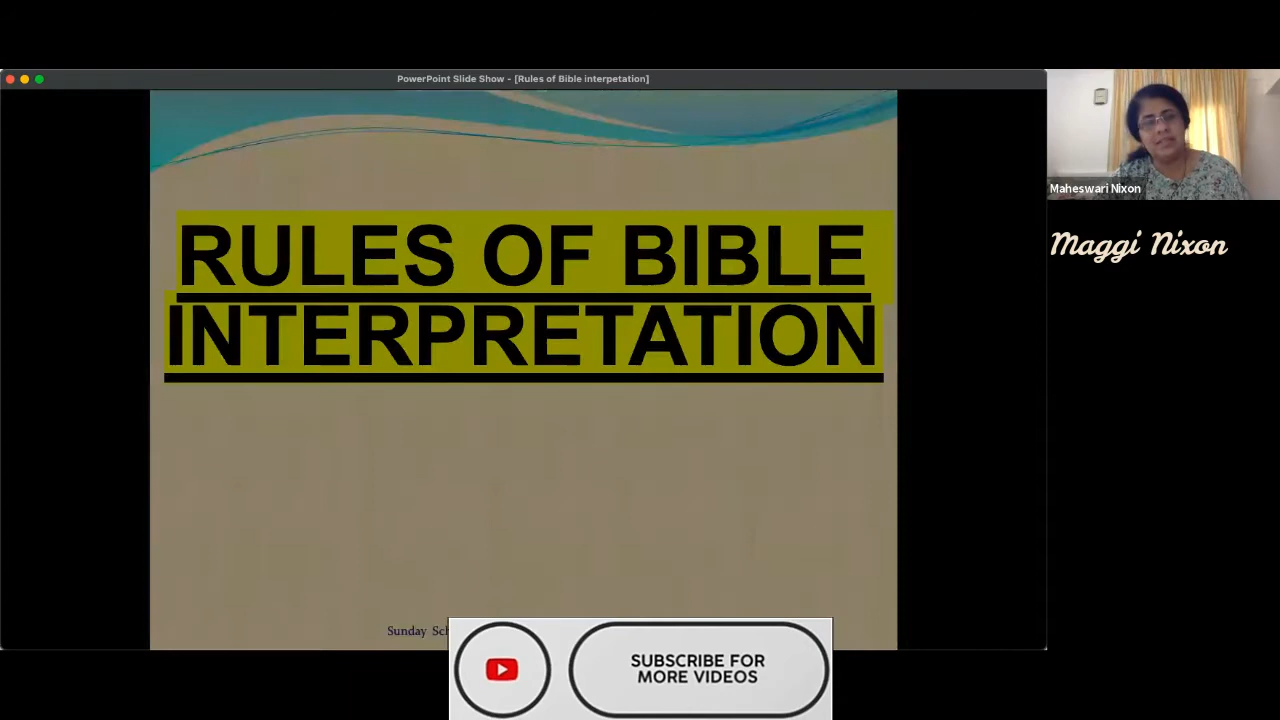 PowerPoint Slide Show - [Rules of Bible interpetation]
RULES OF BIBLE
INTERPRETATION
Maheswari Nixon
Maggi Nixon
Sunday
SUBSCRIBE FOR
MORE VIDEOS